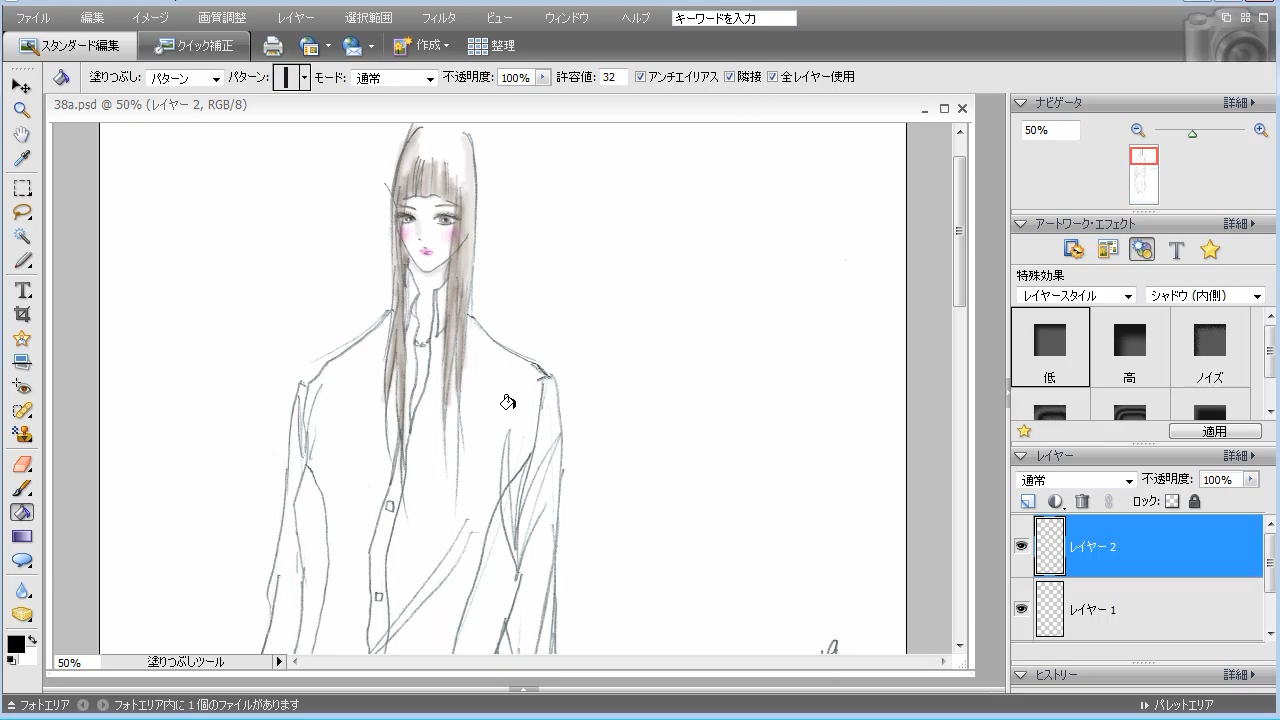 ファイル 編集 イメージ 画質調整 レイヤー 選択範囲 フィルタ ビュー ウィンドウ ヘルプ キーワードを入力
スタンダード編集 クイック補正 作成 整理
塗りつぶし: パターン パターン: モード: 通常 不透明度: 100% 許容値: 32 アンチエイリアス 隣接 全レイヤー使用
38a.psd @ 50% (レイヤー 2, RGB/8)
50% 塗りつぶしツール
ナビゲータ 詳細
50%
アートワーク・エフェクト 詳細
特殊効果
レイヤースタイル シャドウ (内側)
低 高 ノイズ
適用
レイヤー 詳細
通常 不透明度: 100%
ロック:
レイヤー 2
レイヤー 1
ヒストリー 詳細
フォトエリア フォトエリア内に 1 個のファイルがあります パレットエリア